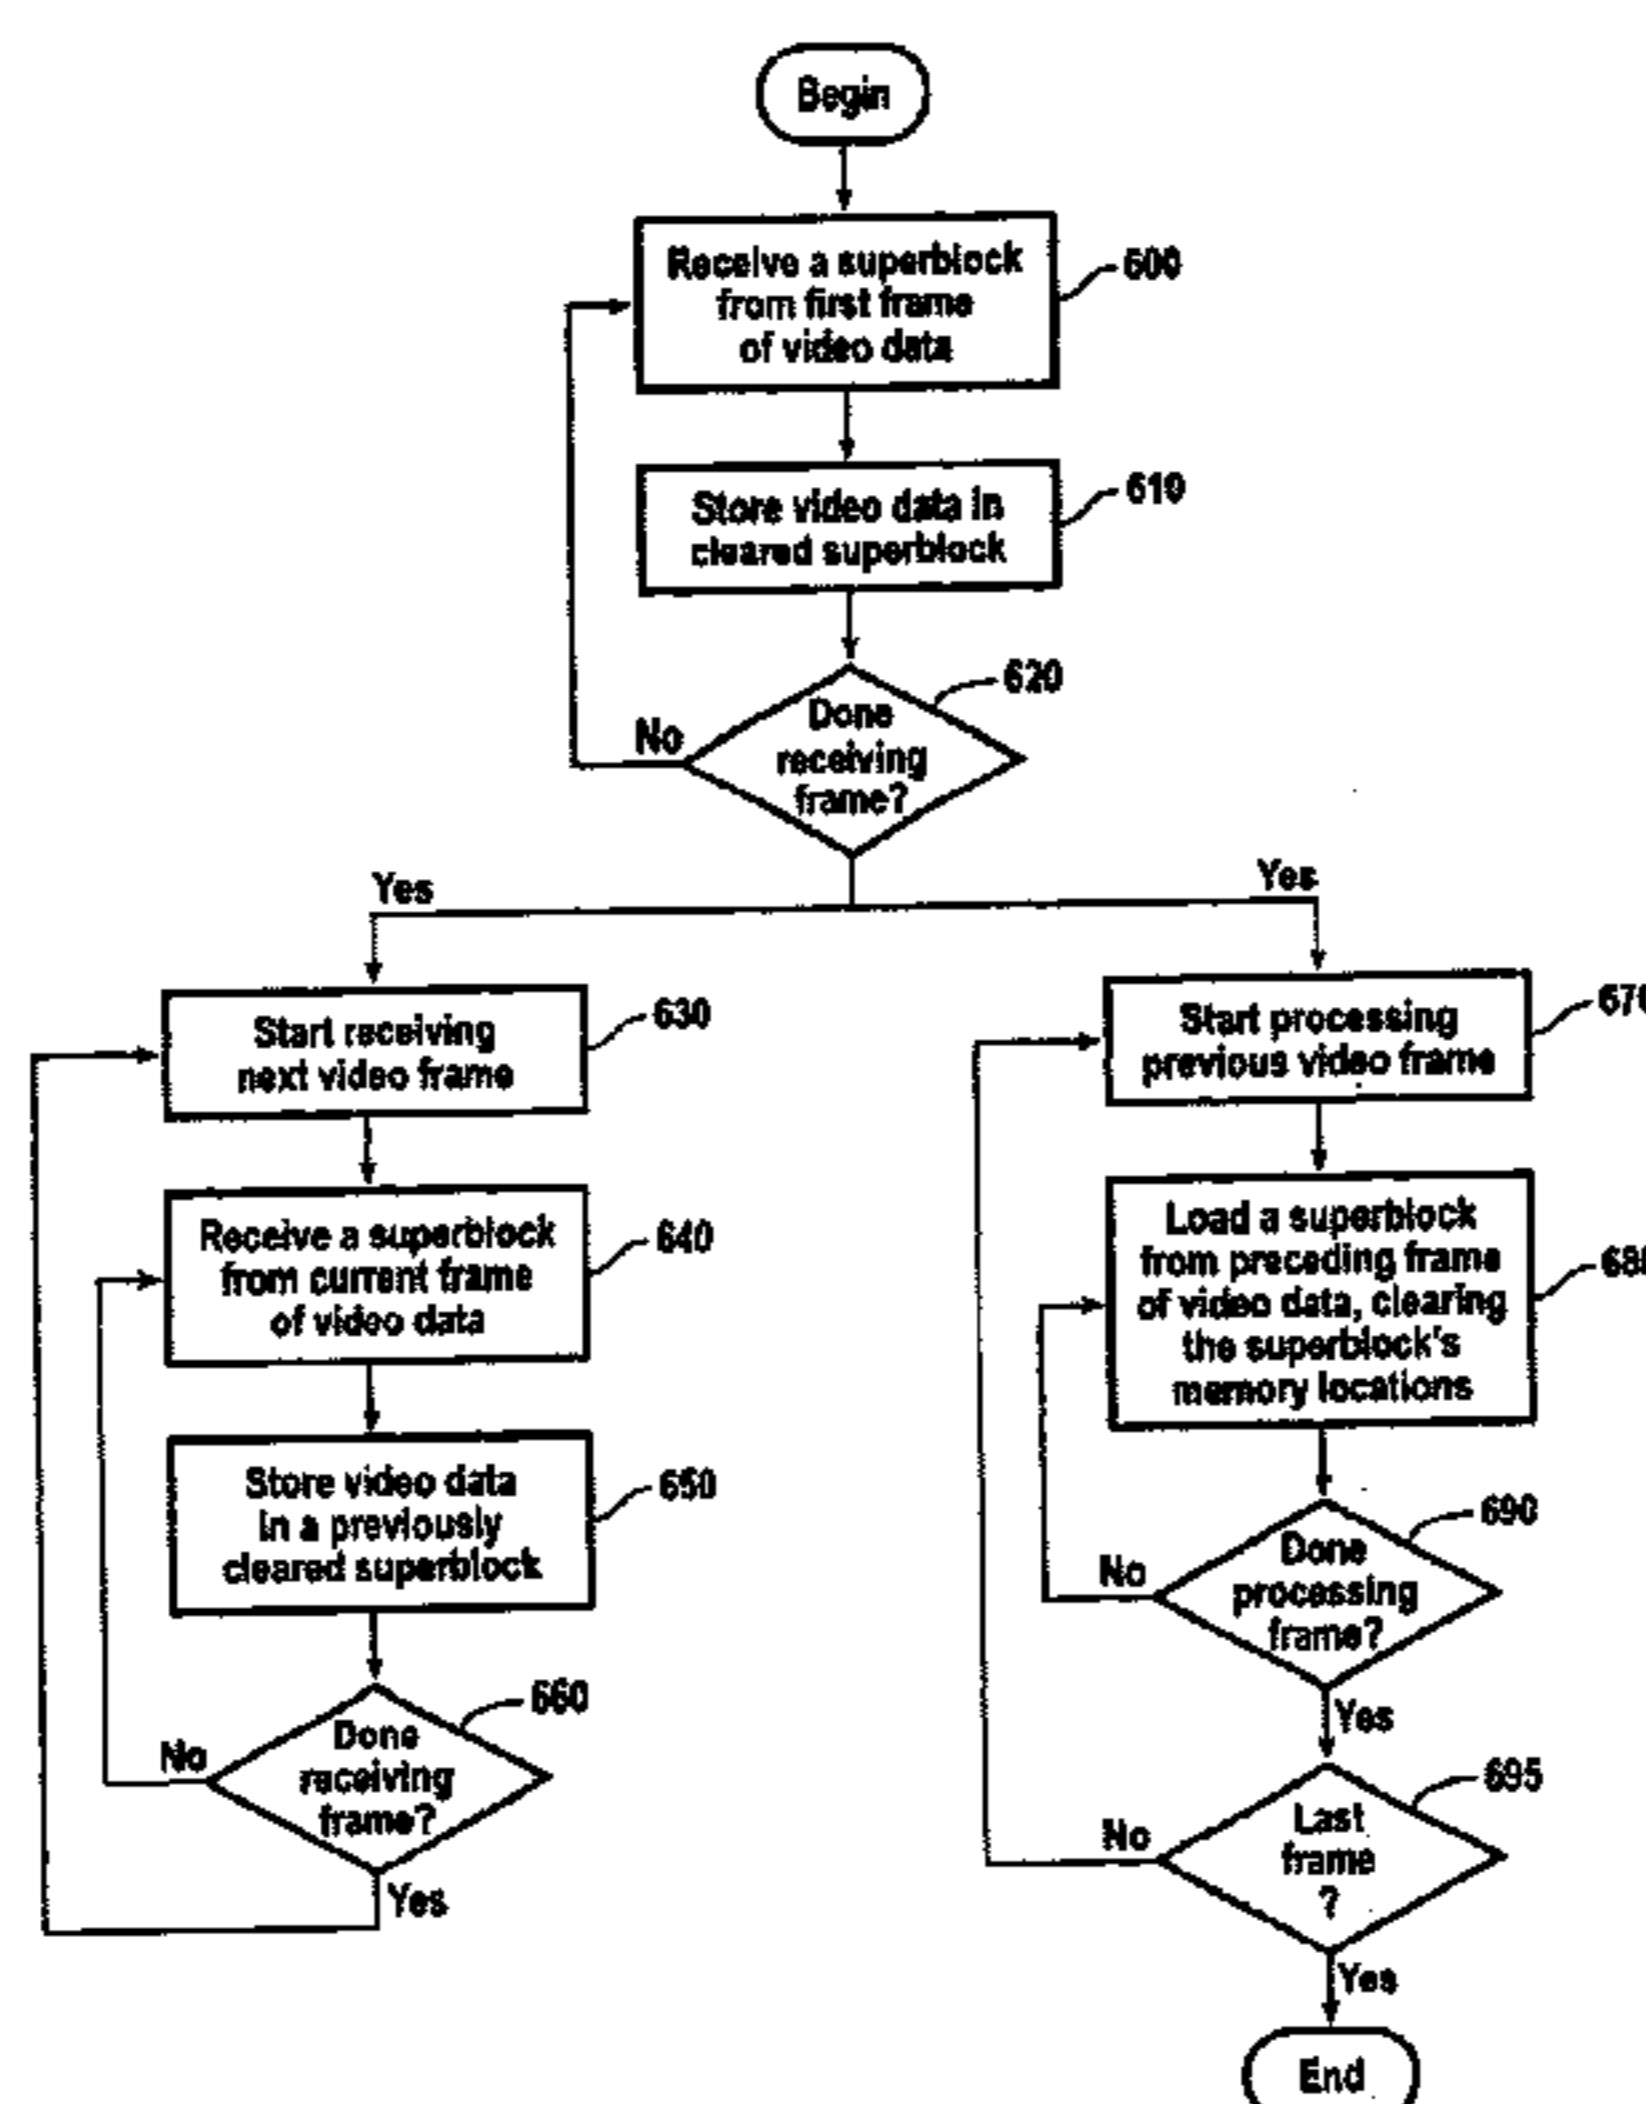 Begin
Receive a superblock
from first frame
of video data
600
Store video data in
cleared superblock
610
Done
receiving
frame?
620
No
Yes
Yes
Start receiving
next video frame
630
Receive a superblock
from current frame
of video data
640
Store video data
in a previously
cleared superblock
650
Done
receiving
frame?
660
No
Yes
Start processing
previous video frame
670
Load a superblock
from preceding frame
of video data, clearing
the superblock's
memory locations
Done
processing
frame?
690
No
Yes
Last
frame
?
695
No
Yes
End